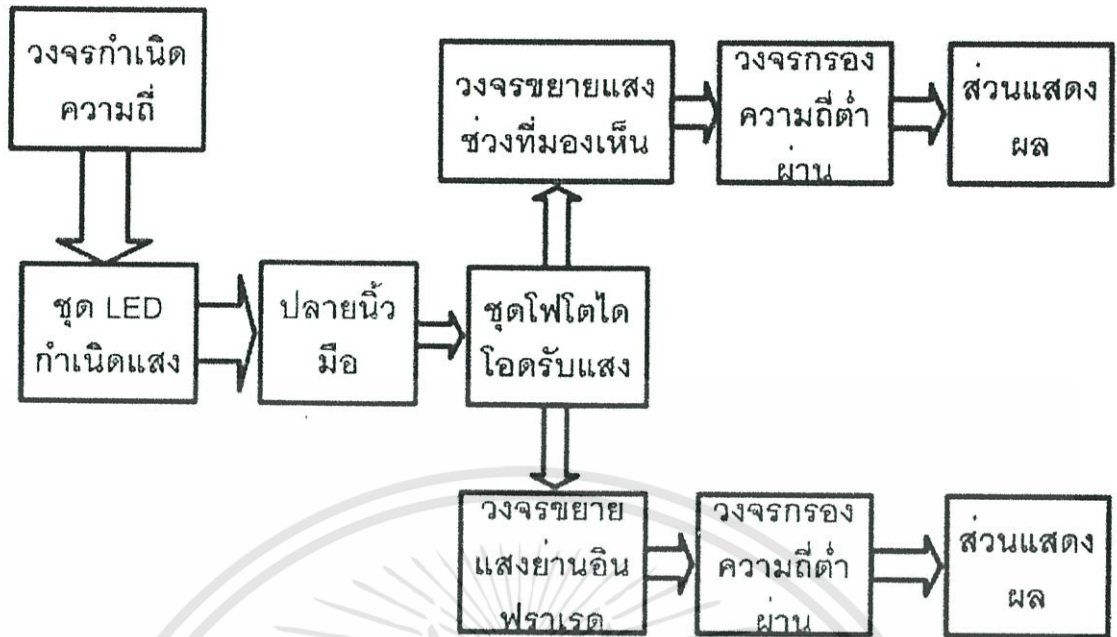 วงจรกำเนิด
ความถี่
วงจรขยายแสง
ช่วงที่มองเห็น
วงจรกรอง
ความถี่ต่ำ
ผ่าน
ส่วนแสดง
ผล
ชุด LED
กำเนิดแสง
ปลายนิ้ว
มือ
ชุดโฟโตได
โอดรับแสง
วงจรขยาย
แสงย่านอิน
ฟราเรด
วงจรกรอง
ความถี่ต่ำ
ผ่าน
ส่วนแสดง
ผล